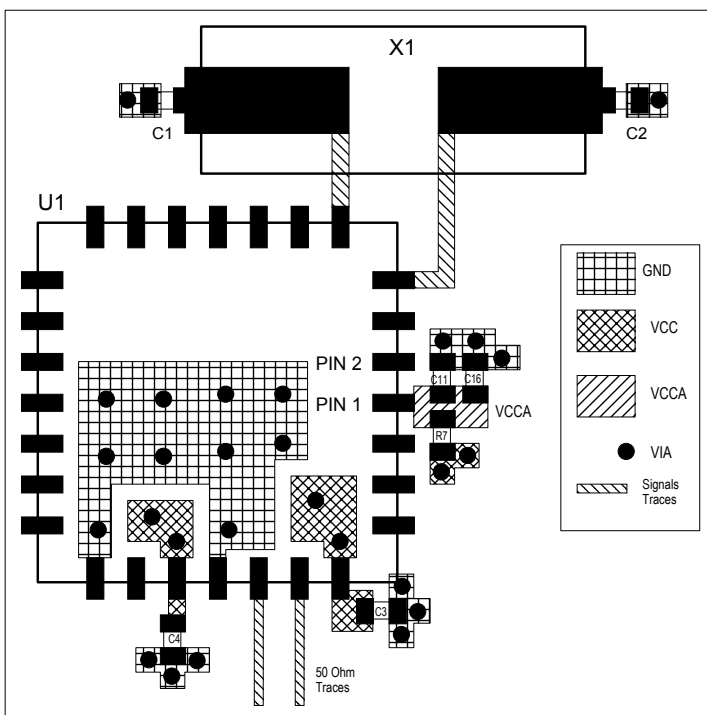 X1
C1
C2
U1
GND
VCC
PIN 2
C11
C16
PIN 1
VCCA
VCCA
R7
VIA
Signals
Traces
C3
C4
50 Ohm
Traces